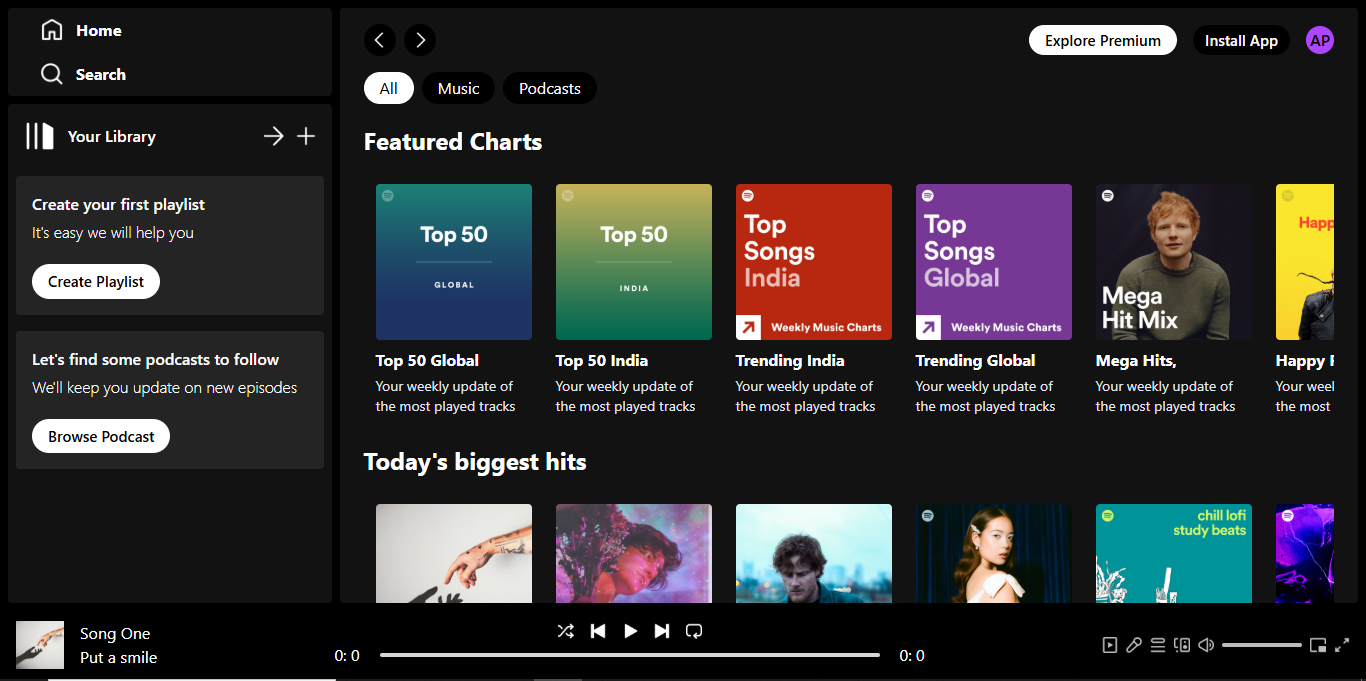 Home
Search
Your Library
Create your first playlist
It's easy we will help you
Create Playlist
Let's find some podcasts to follow
We'll keep you update on new episodes
Browse Podcast
Explore Premium
Install App
AP
All
Music
Podcasts
Featured Charts
Top 50
GLOBAL
Top 50 Global
Your weekly update of
the most played tracks
Top 50
INDIA
Top 50 India
Your weekly update of
the most played tracks
Top
Songs
India
Weekly Music Charts
Trending India
Your weekly update of
the most played tracks
Top
Songs
Global
Weekly Music Charts
Trending Global
Your weekly update of
the most played tracks
Mega
Hit Mix
Mega Hits,
Your weekly update of
the most played tracks
Happ
Happy
Your
the most
Today's biggest hits
chill lofi
study beats
Song One
Put a smile
0: 0
0: 0